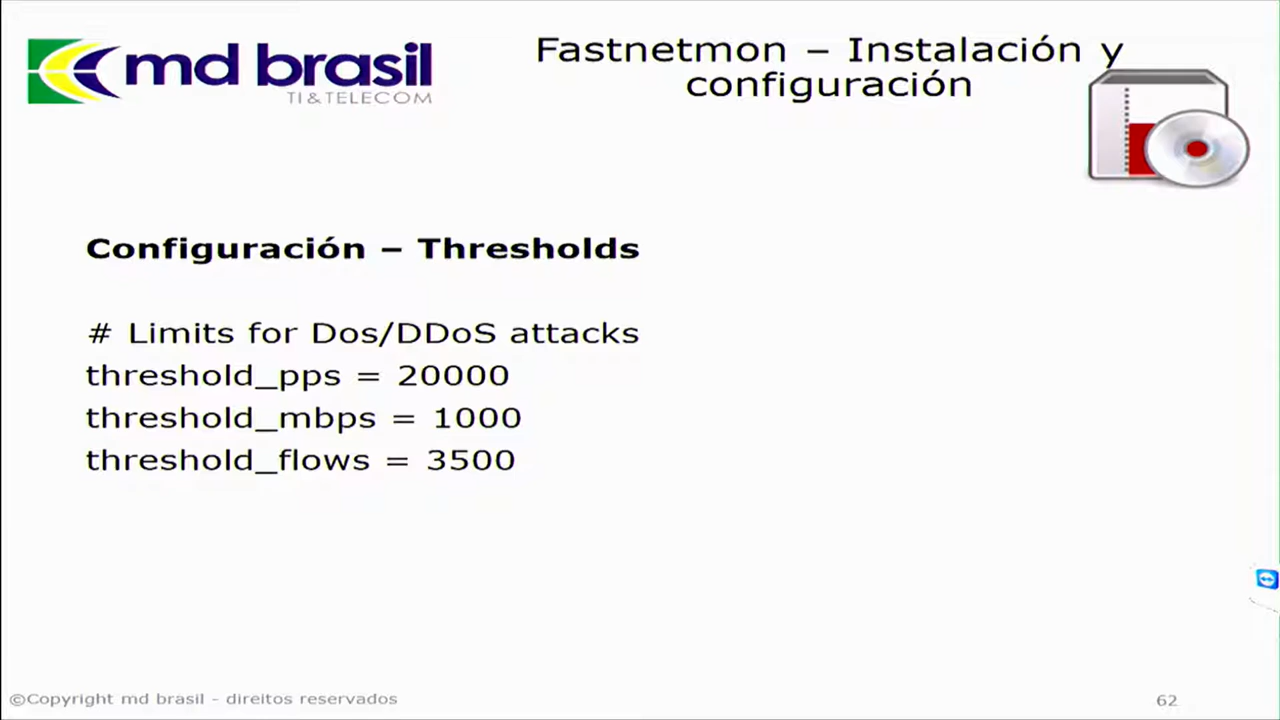 md brasil
TI & TELECOM
Fastnetmon – Instalación y
configuración
Configuración – Thresholds
# Limits for Dos/DDoS attacks
threshold_pps = 20000
threshold_mbps = 1000
threshold_flows = 3500
©Copyright md brasil - direitos reservados
62